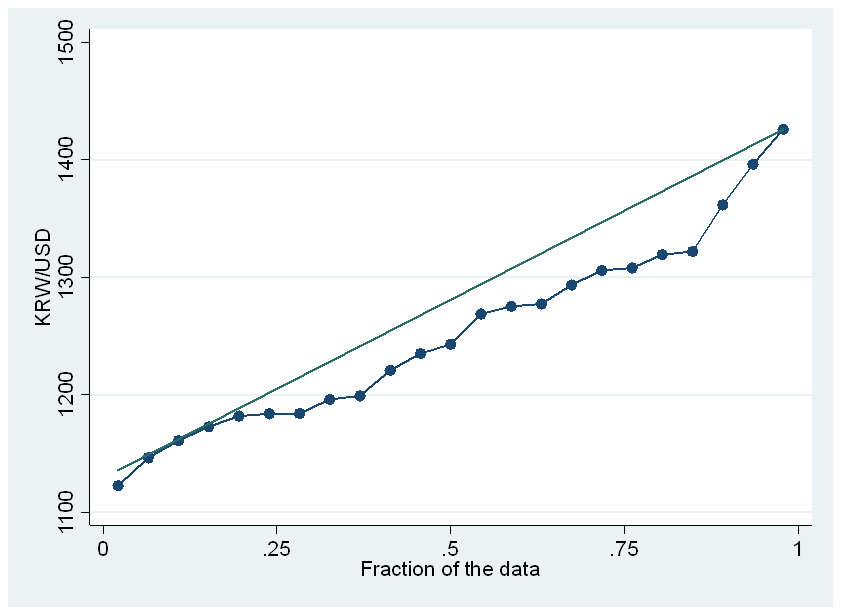 1500
1400
1300
1200
1100
KRW/USD
0 .25 .5 .75 1
Fraction of the data